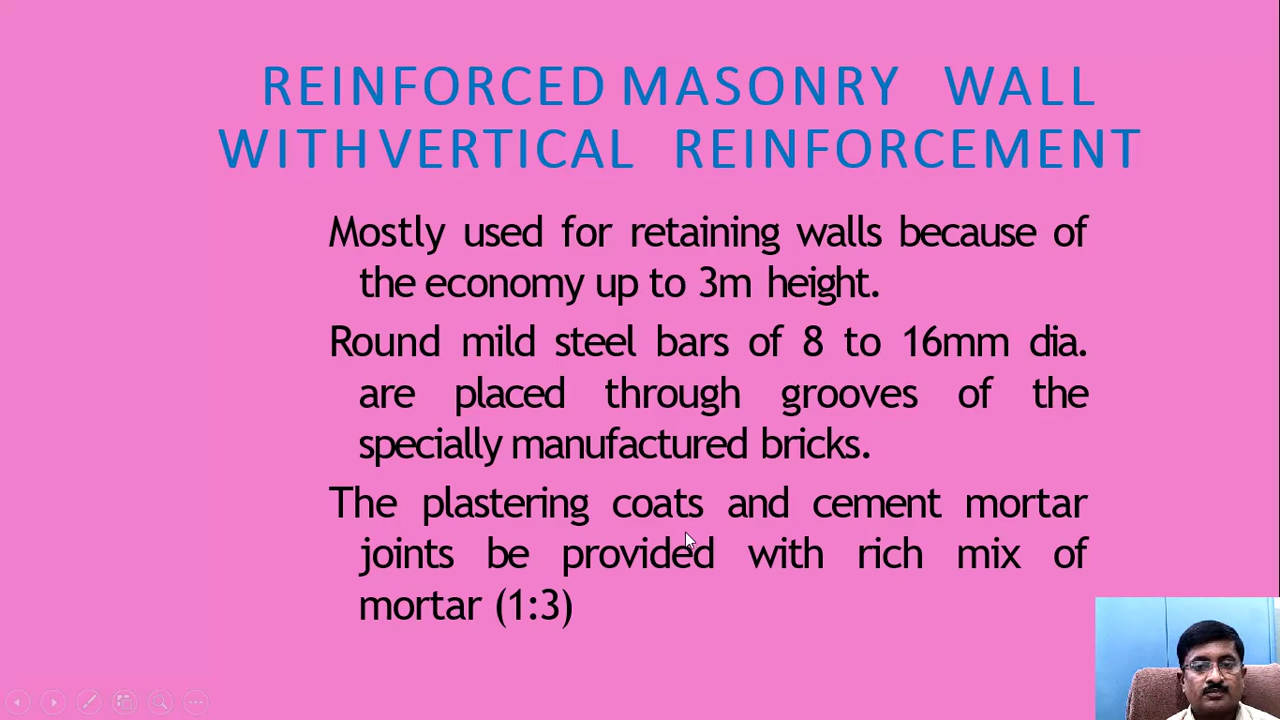 REINFORCED MASONRY WALL
WITH VERTICAL REINFORCEMENT
Mostly used for retaining walls because of
the economy up to 3m height.
Round mild steel bars of 8 to 16mm dia.
are placed through grooves of the
specially manufactured bricks.
The plastering coats and cement mortar
joints be provided with rich mix of
mortar (1:3)